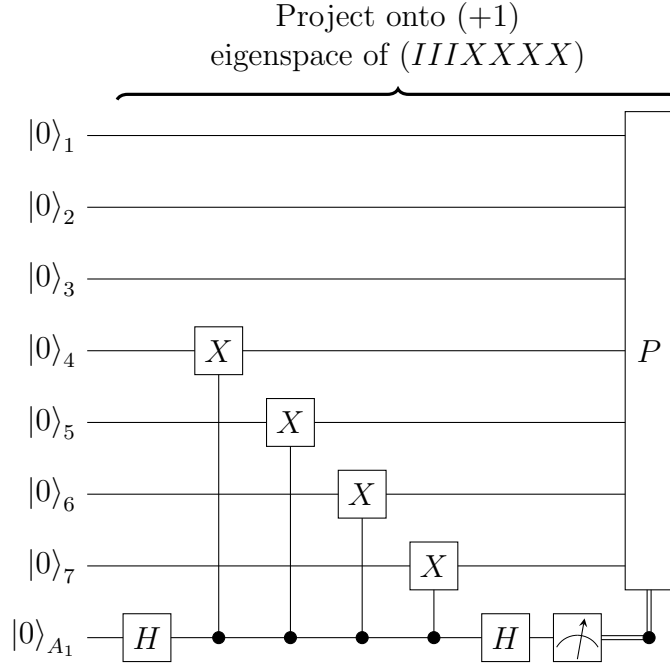 Project onto (+1)
eigenspace of (IIIXXXX)
|0⟩₁
|0⟩₂
|0⟩₃
|0⟩₄ X P
|0⟩₅ X
|0⟩₆ X
|0⟩₇ X
|0⟩_{A₁} H H